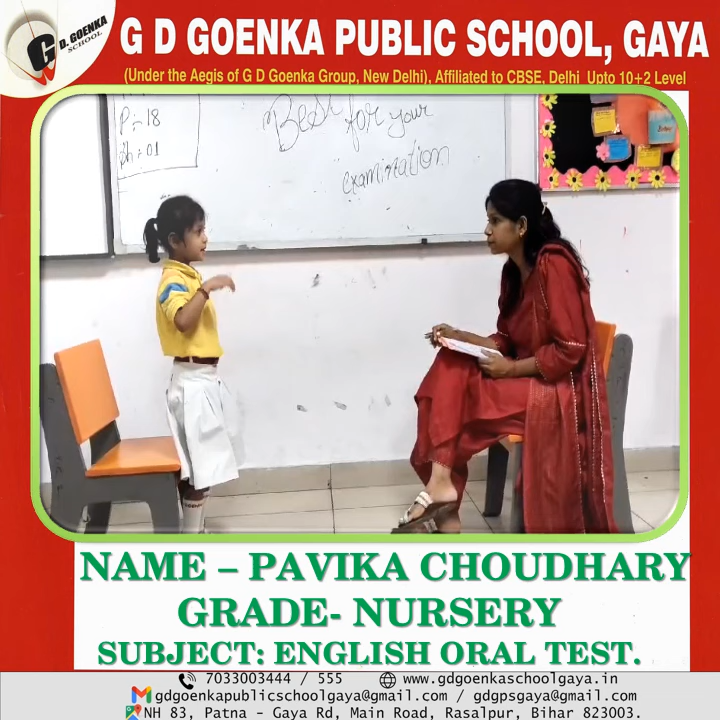 G D. GOENKA
SCHOOL
G D GOENKA PUBLIC SCHOOL, GAYA
(Under the Aegis of G D Goenka Group, New Delhi), Affiliated to CBSE, Delhi Upto 10+2 Level
P:-18
01
Best for your
examination
NAME – PAVIKA CHOUDHARY
GRADE- NURSERY
SUBJECT: ENGLISH ORAL TEST.
7033003444 / 555 www.gdgoenkaschoolgaya.in
gdgoenkapublicschoolgaya@gmail.com / gdgpsgaya@gmail.com
NH 83, Patna - Gaya Rd, Main Road, Rasalpur, Bihar 823003.